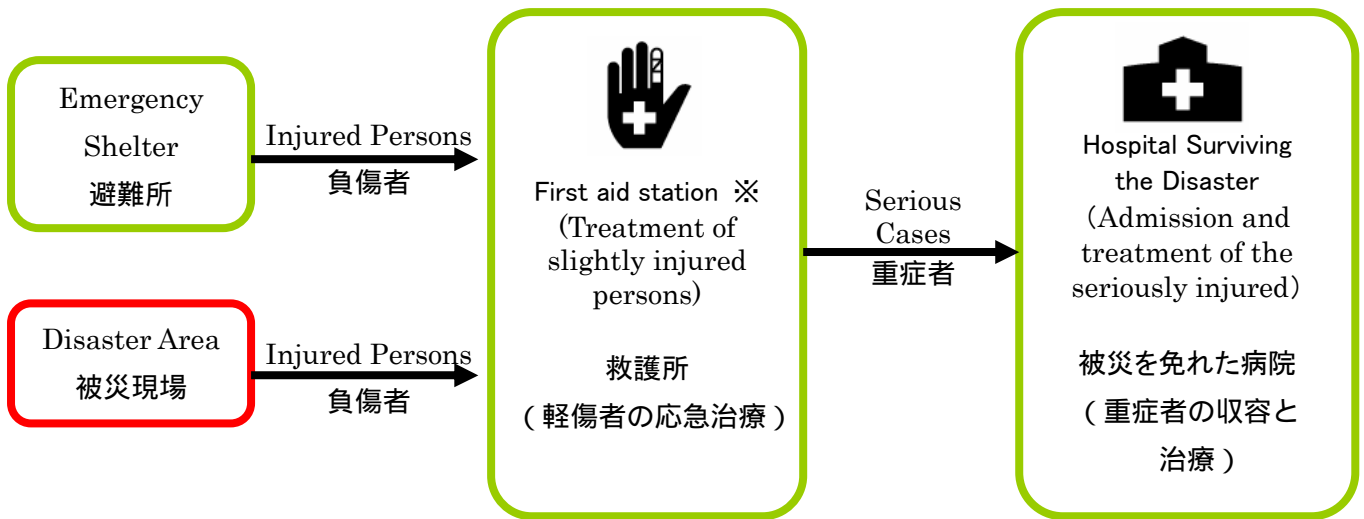 Emergency
Shelter
避難所
Injured Persons
負傷者
Disaster Area
被災現場
Injured Persons
負傷者
First aid station ※
(Treatment of
slightly injured
persons)
救護所
(軽傷者の応急治療)
Serious
Cases
重症者
Hospital Surviving
the Disaster
（Admission and
treatment of the
seriously injured）
被災を免れた病院
(重症者の収容と
治療)